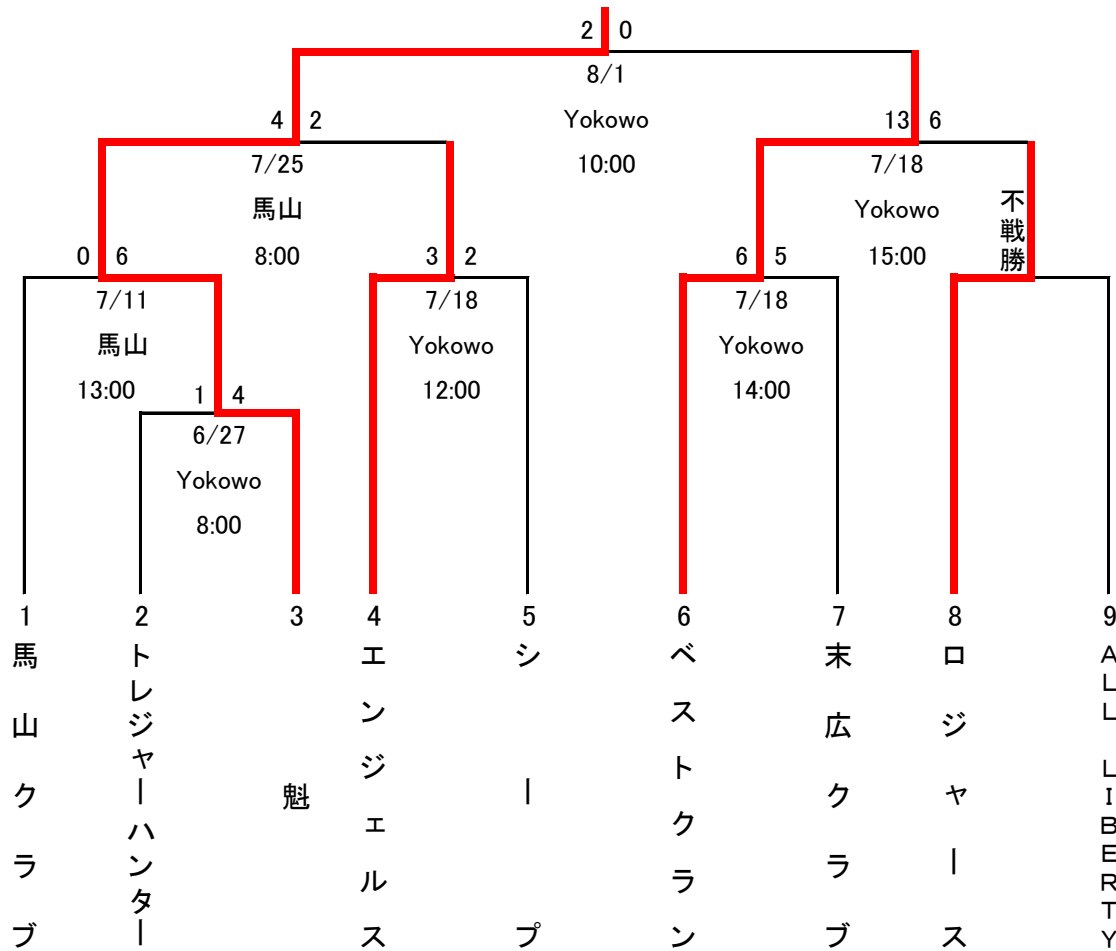 2 0
8/1
Yokowo
10:00
4 2
7/25
馬山
8:00
13 6
7/18
Yokowo
15:00
不戦勝
0 6
7/11
馬山
13:00
3 2
7/18
Yokowo
12:00
6 5
7/18
Yokowo
14:00
1 4
6/27
Yokowo
8:00
1
馬山クラブ
2
トレジャーハンター
3
魁
4
エンジェルス
5
シープ
6
ベストクラン
7
末広クラブ
8
ロジャース
9
ALL LIBERTY